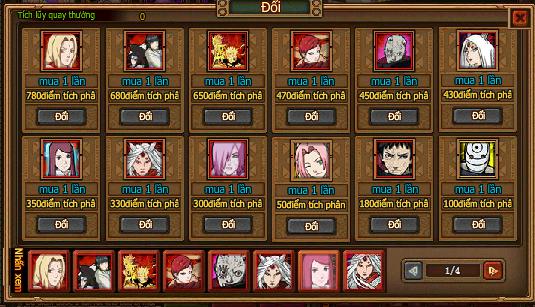 Đổi
Tích lũy quay thưởng 0
mua 1 lần mua 1 lần mua 1 lần mua 1 lần mua 1 lần mua 1 lần
780điểm tích phâ 680điểm tích phâ 650điểm tích phâ 470điểm tích phâ 450điểm tích phâ 430điểm tích phâ
Đổi Đổi Đổi Đổi Đổi Đổi
mua 1 lần mua 1 lần mua 1 lần mua 1 lần mua 1 lần mua 1 lần
350điểm tích phâ 330điểm tích phâ 300điểm tích phâ 50điểm tích phân 180điểm tích phâ 100điểm tích phâ
Đổi Đổi Đổi Đổi Đổi Đổi
Nhấn xem
1/4